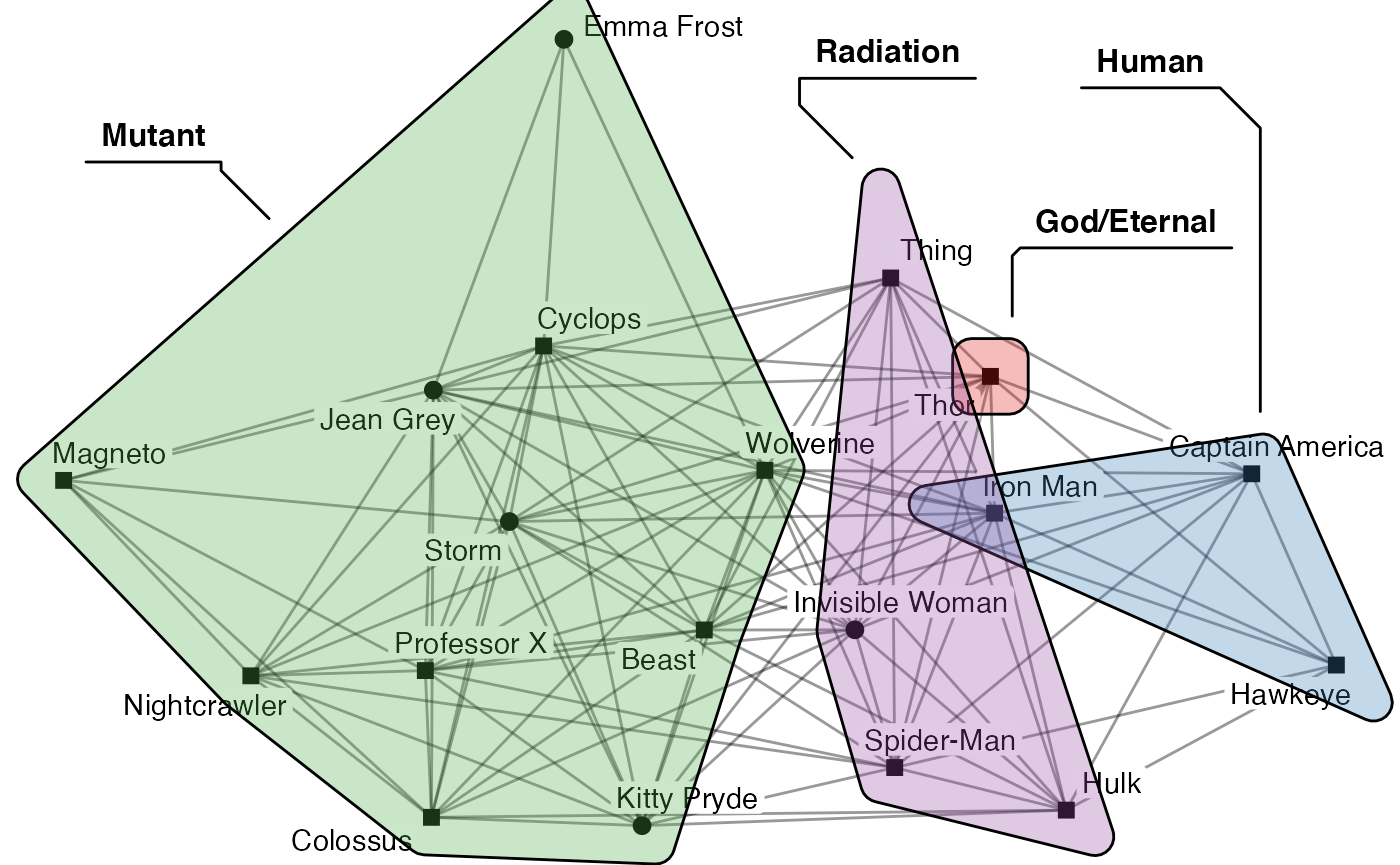 Emma Frost
Radiation
Human
Mutant
God/Eternal
Thing
Cyclops
Thor
Jean Grey
Wolverine
Captain America
Magneto
Iron Man
Storm
Invisible Woman
Professor X
Beast
Hawkeye
Nightcrawler
Spider-Man
Hulk
Kitty Pryde
Colossus